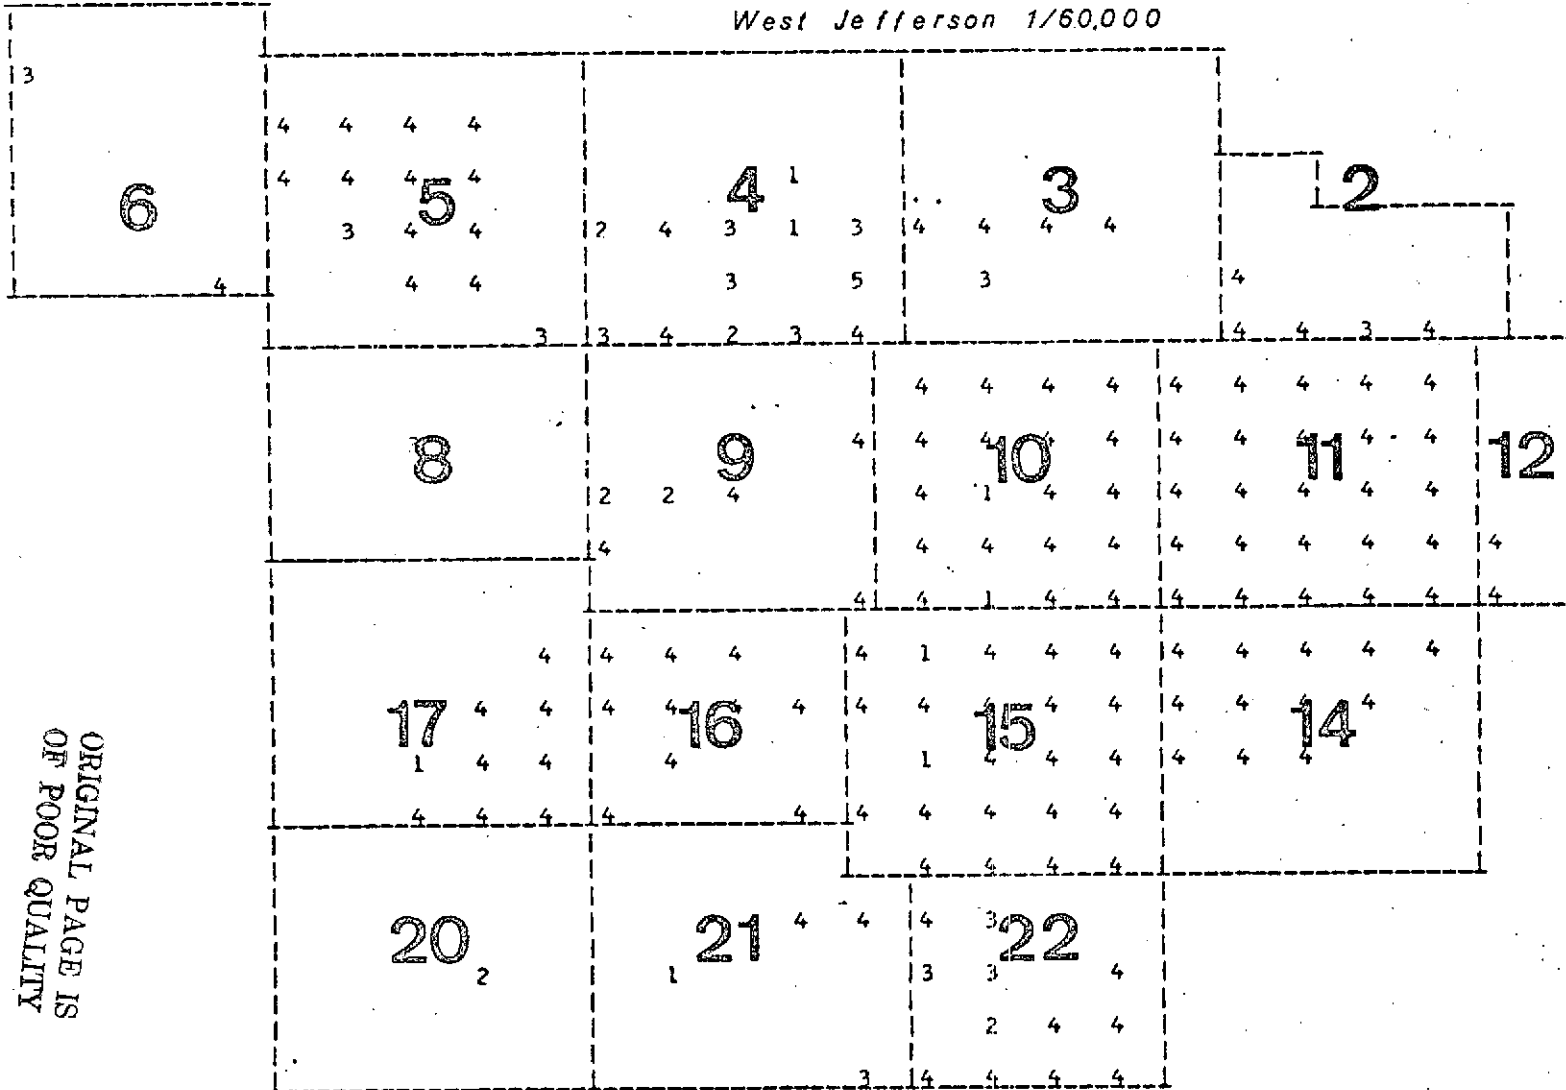 West Jefferson 1/60,000
3
4 4 4 4
4 4 4 4 1
6 5 4 3 2
3 4 4 2 4 3 1 3 4 4 4 4
4 4 4 3 5 3 4
3 3 4 2 3 4 4 4 3 4
4 4 4 4 4 4 4 4 4
4 4 4 4 4 4 4 4 4 4
8 9 10 11 12
2 2 4 4 1 4 4 4 4 4 4 4
4 4 4 4 4 4 4 4 4 4 4
4 4 1 4 4 4 4 4 4 4 4
4 4 4 4 4 1 4 4 4 4 4 4 4 4
4 4 4 4 4 4 4 4 4 4 4 4 4 4
17 16 15 14
1 4 4 4 1 4 4 4 4 4 4
4 4 4 4 4 4 4 4 4 4
4 4 4 4
4 4 4 3
20 21 22
2 1 3 3 4
2 4 4
3 4 4 4 4
ORIGINAL PAGE IS
OF POOR QUALITY